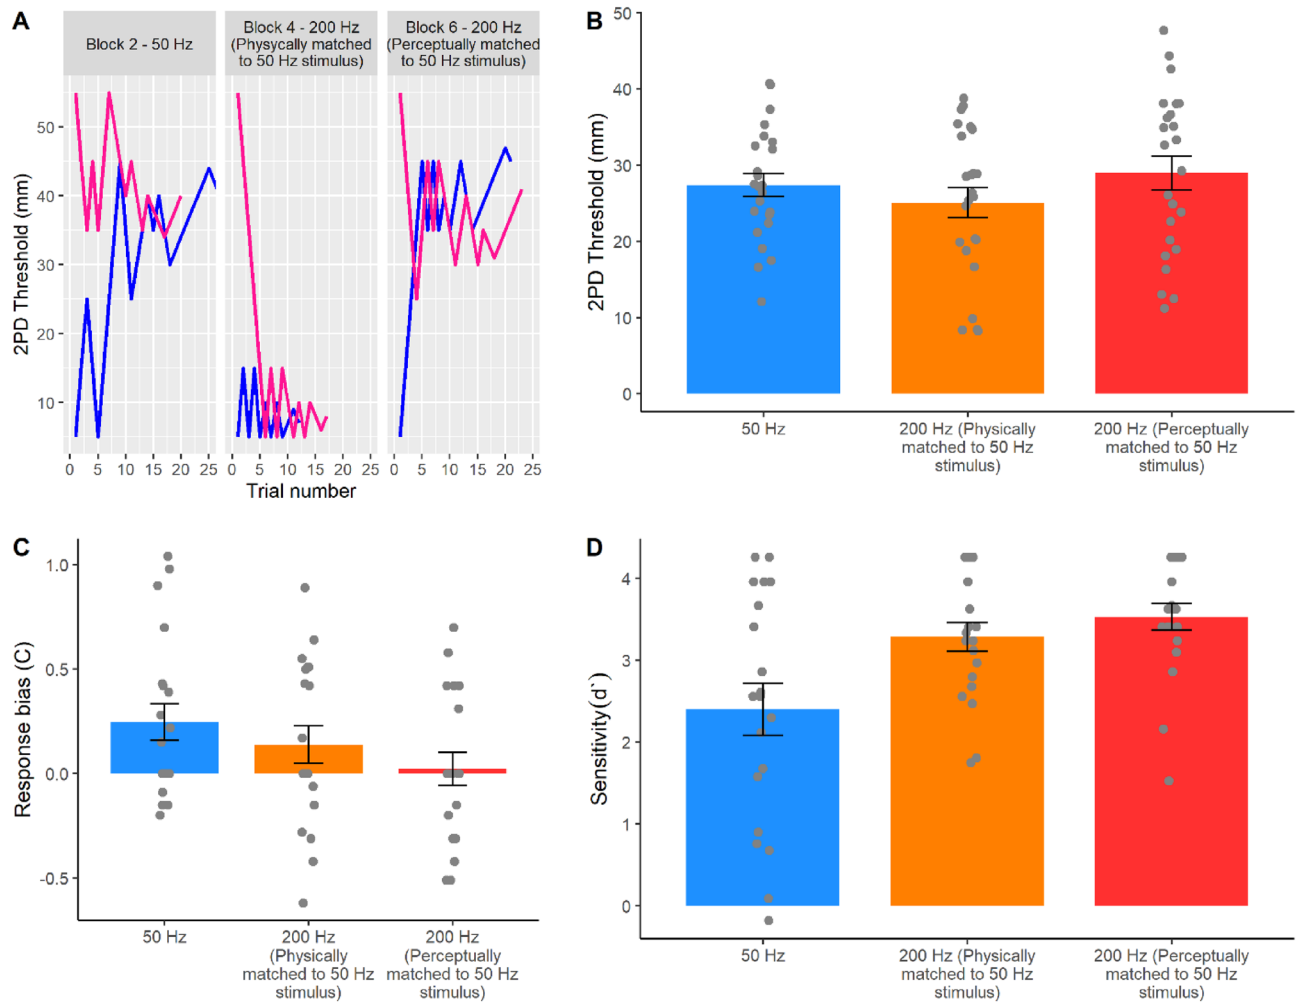 A
Block 2 - 50 Hz
Block 4 - 200 Hz
(Physycally matched
to 50 Hz stimulus)
Block 6 - 200 Hz
(Perceptually matched
to 50 Hz stimulus)
2PD Threshold (mm)
50
40
30
20
10
0 5 10 15 20 25
0 5 10 15 20 25
0 5 10 15 20 25
Trial number
B
2PD Threshold (mm)
50
40
30
20
10
0
50 Hz
200 Hz (Physically
matched to 50 Hz
stimulus)
200 Hz (Perceptually
matched to 50 Hz
stimulus)
C
Response bias (C)
1.0
0.5
0.0
-0.5
50 Hz
200 Hz
(Physically
matched to 50 Hz
stimulus)
200 Hz
(Perceptually
matched to 50 Hz
stimulus)
D
Sensitivity(d`)
4
3
2
1
0
50 Hz
200 Hz (Physically
matched to 50 Hz
stimulus)
200 Hz (Perceptually
matched to 50 Hz
stimulus)